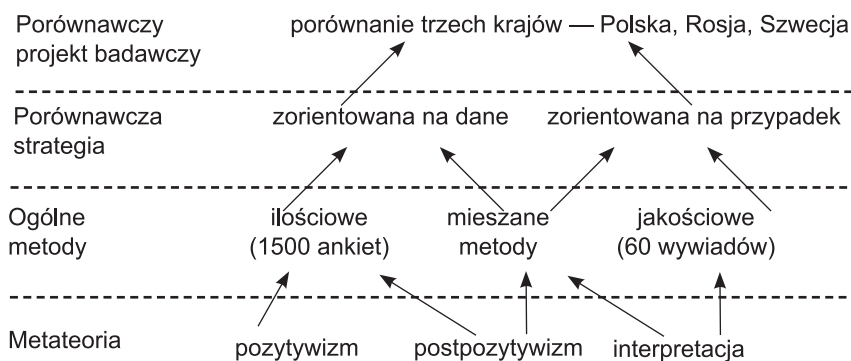 Porównawczy porównanie trzech krajów — Polska, Rosja, Szwecja
projekt badawczy
Porównawcza zorientowana na dane zorientowana na przypadek
strategia
Ogólne ilościowe mieszane jakościowe
metody (1500 ankiet) metody (60 wywiadów)
Metateoria pozytywizm postpozytywizm interpretacja